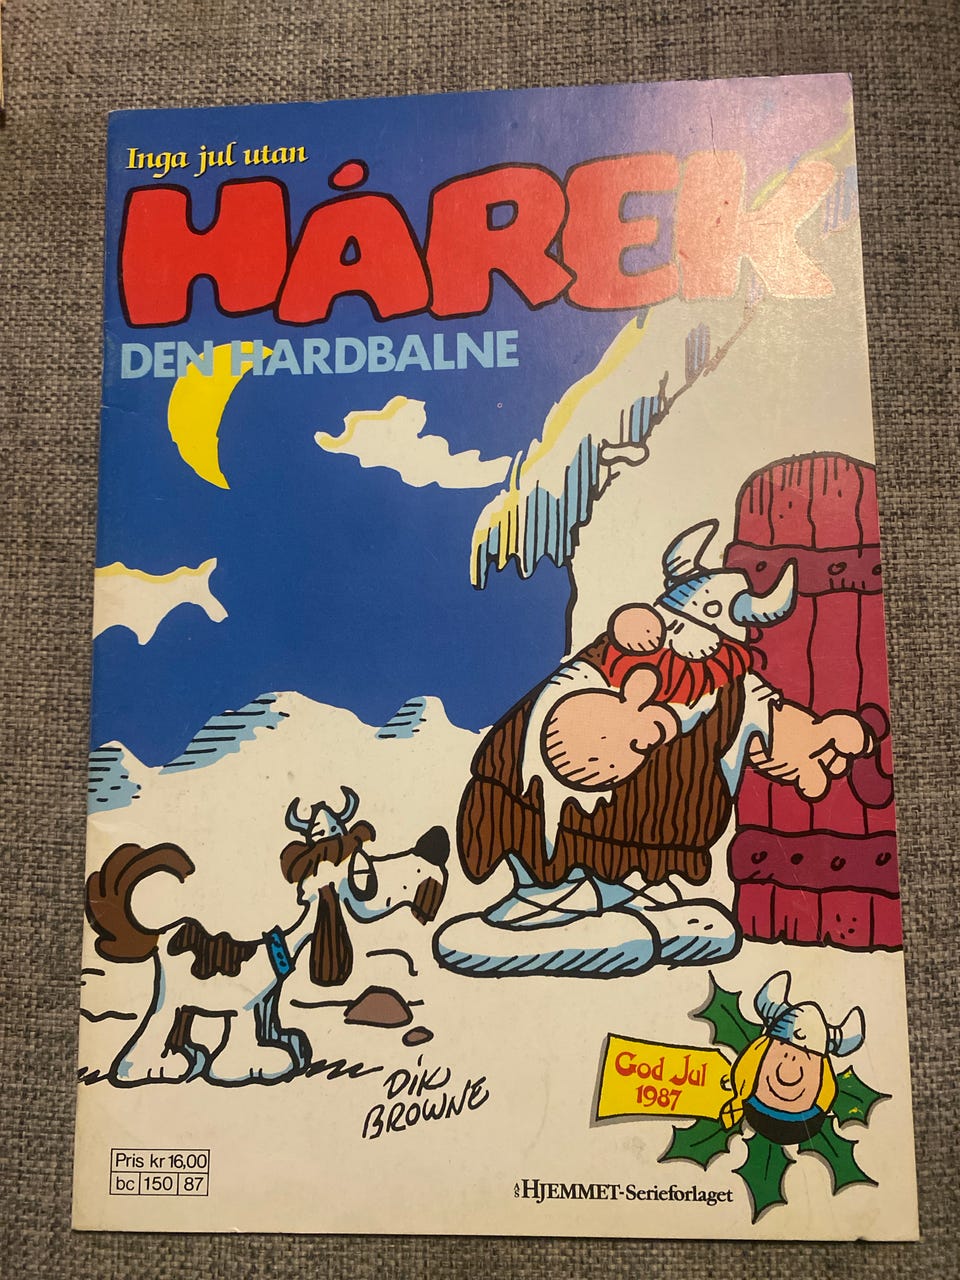 Inga jul utan
HÅREK
DEN HARDBALNE
God Jul
1987
DIK
BROWNE
Pris kr 16,00
bc 150 87
A/S HJEMMET-Serieforlaget